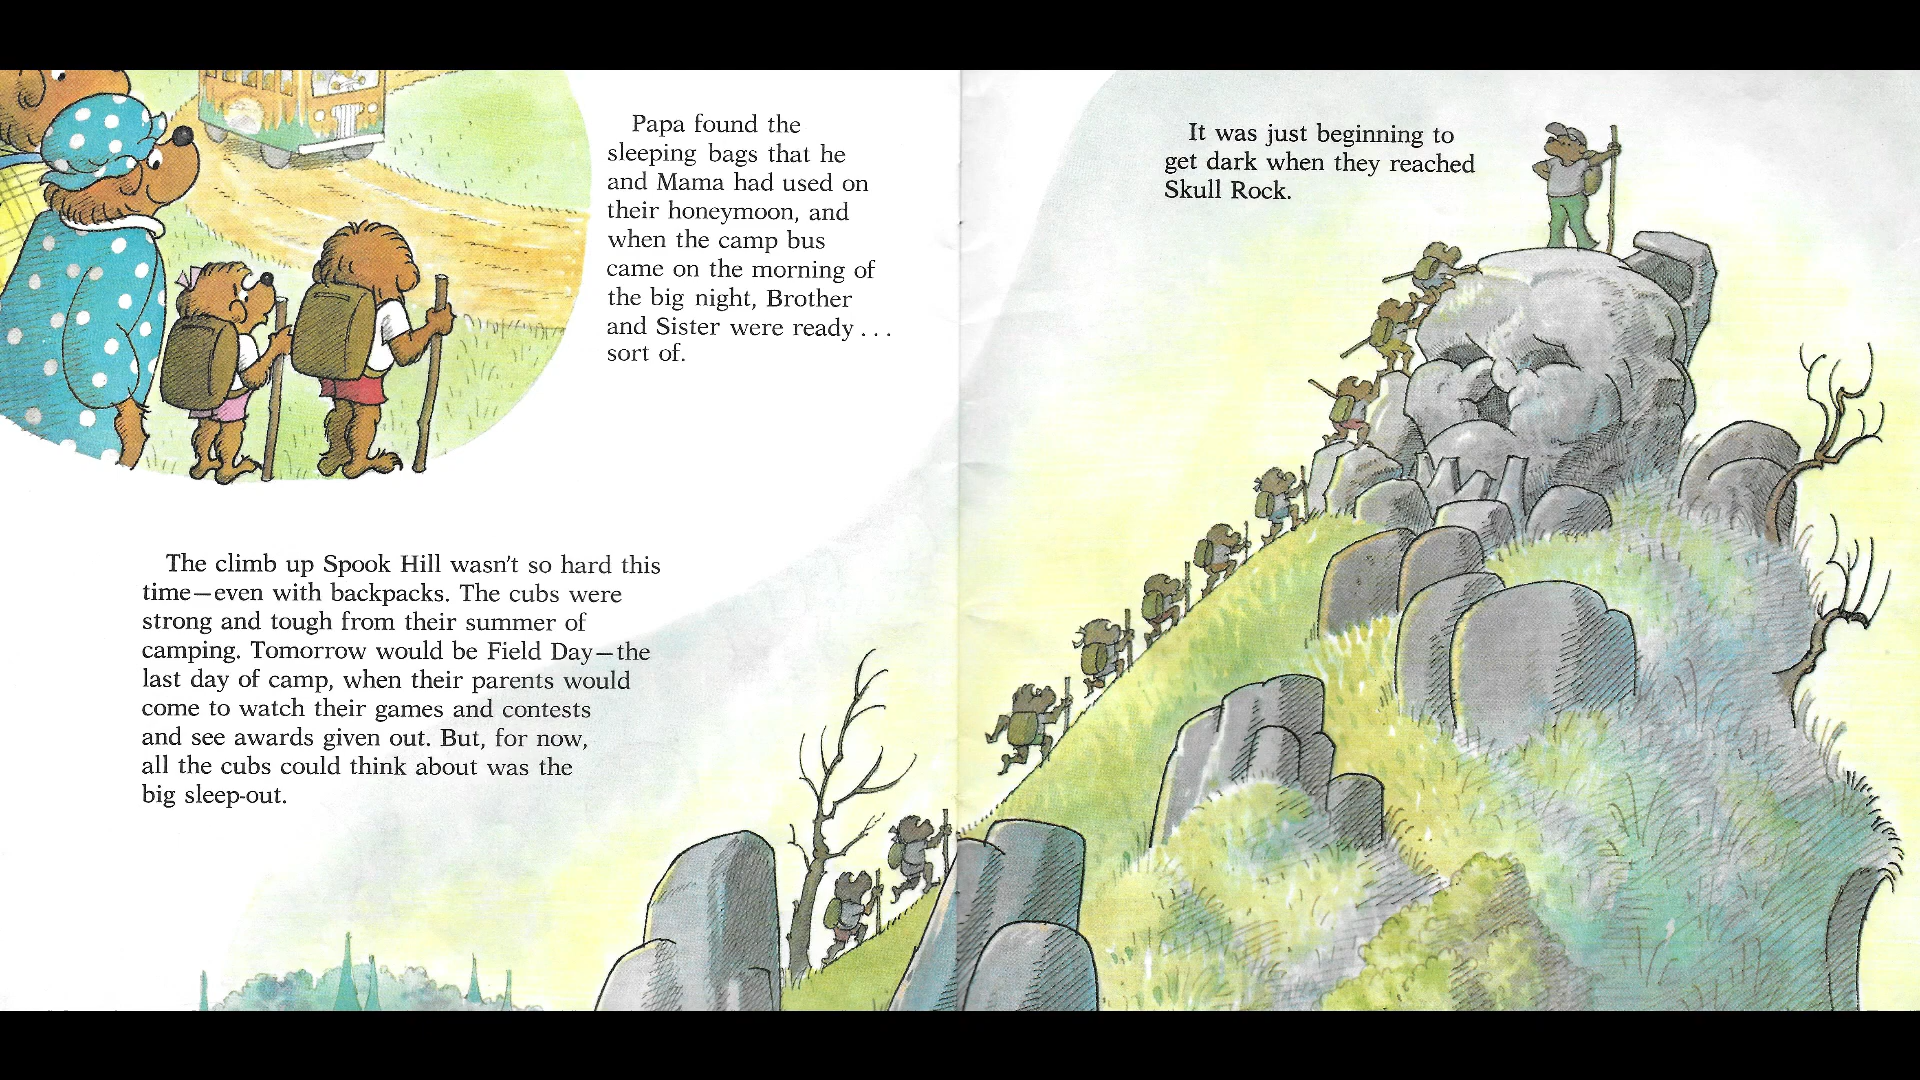 Papa found the
sleeping bags that he
and Mama had used on
their honeymoon, and
when the camp bus
came on the morning of
the big night, Brother
and Sister were ready . . .
sort of.
The climb up Spook Hill wasn't so hard this
time—even with backpacks. The cubs were
strong and tough from their summer of
camping. Tomorrow would be Field Day—the
last day of camp, when their parents would
come to watch their games and contests
and see awards given out. But, for now,
all the cubs could think about was the
big sleep-out.
It was just beginning to
get dark when they reached
Skull Rock.